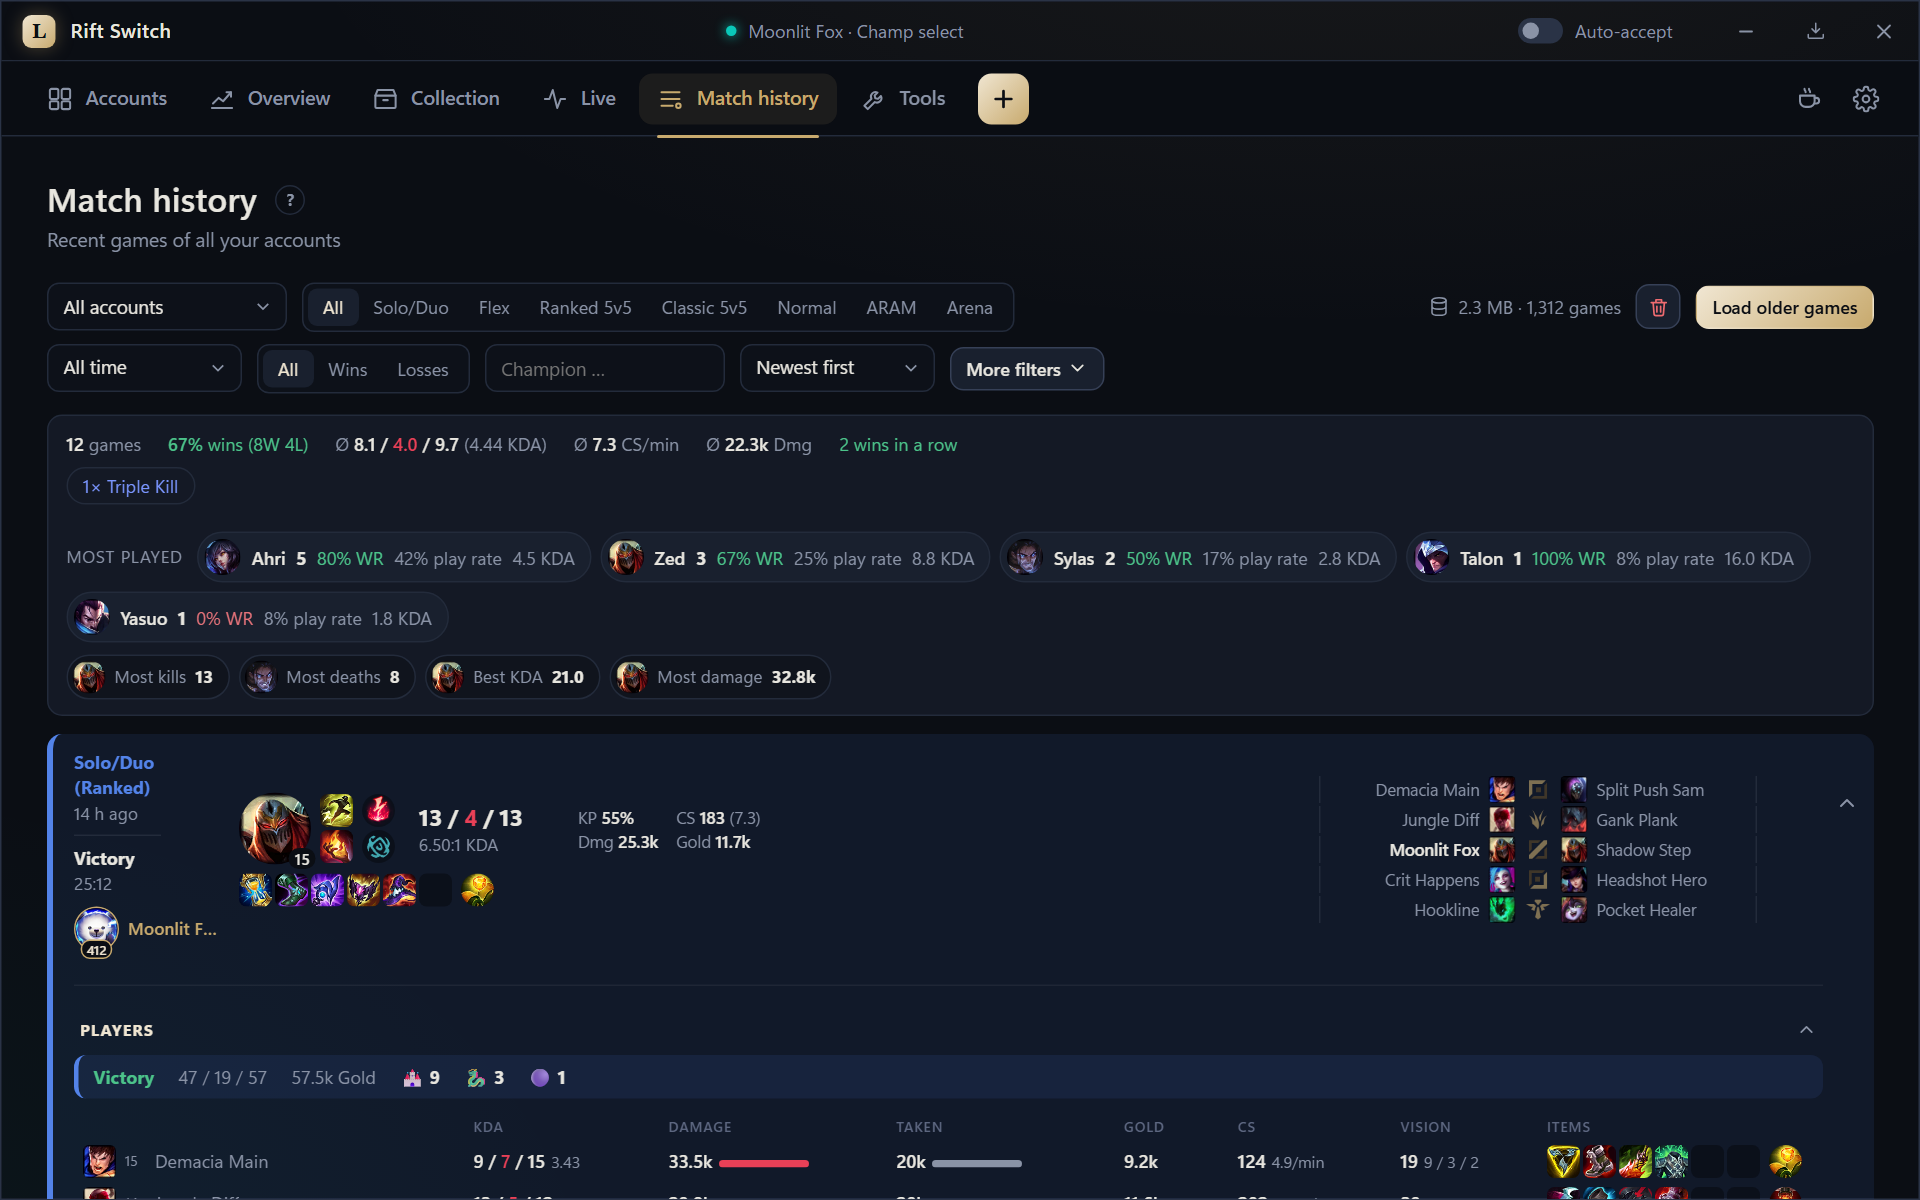 L Rift Switch
Moonlit Fox · Champ select
Auto-accept
Accounts Overview Collection Live Match history Tools +
Match history ?
Recent games of all your accounts
All accounts All Solo/Duo Flex Ranked 5v5 Classic 5v5 Normal ARAM Arena 2.3 MB · 1,312 games Load older games
All time All Wins Losses Champion ... Newest first More filters
12 games 67% wins (8W 4L) Ø 8.1 / 4.0 / 9.7 (4.44 KDA) Ø 7.3 CS/min Ø 22.3k Dmg 2 wins in a row
1× Triple Kill
MOST PLAYED Ahri 5 80% WR 42% play rate 4.5 KDA Zed 3 67% WR 25% play rate 8.8 KDA Sylas 2 50% WR 17% play rate 2.8 KDA Talon 1 100% WR 8% play rate 16.0 KDA
Yasuo 1 0% WR 8% play rate 1.8 KDA
Most kills 13 Most deaths 8 Best KDA 21.0 Most damage 32.8k
Solo/Duo
(Ranked)
14 h ago
Victory
25:12
412 Moonlit F...
15
13 / 4 / 13
6.50:1 KDA
KP 55% CS 183 (7.3)
Dmg 25.3k Gold 11.7k
Demacia Main Split Push Sam
Jungle Diff Gank Plank
Moonlit Fox Shadow Step
Crit Happens Headshot Hero
Hookline Pocket Healer
PLAYERS
Victory 47 / 19 / 57 57.5k Gold 9 3 1
KDA DAMAGE TAKEN GOLD CS VISION ITEMS
15 Demacia Main 9 / 7 / 15 3.43 33.5k 20k 9.2k 124 4.9/min 19 9 / 3 / 2